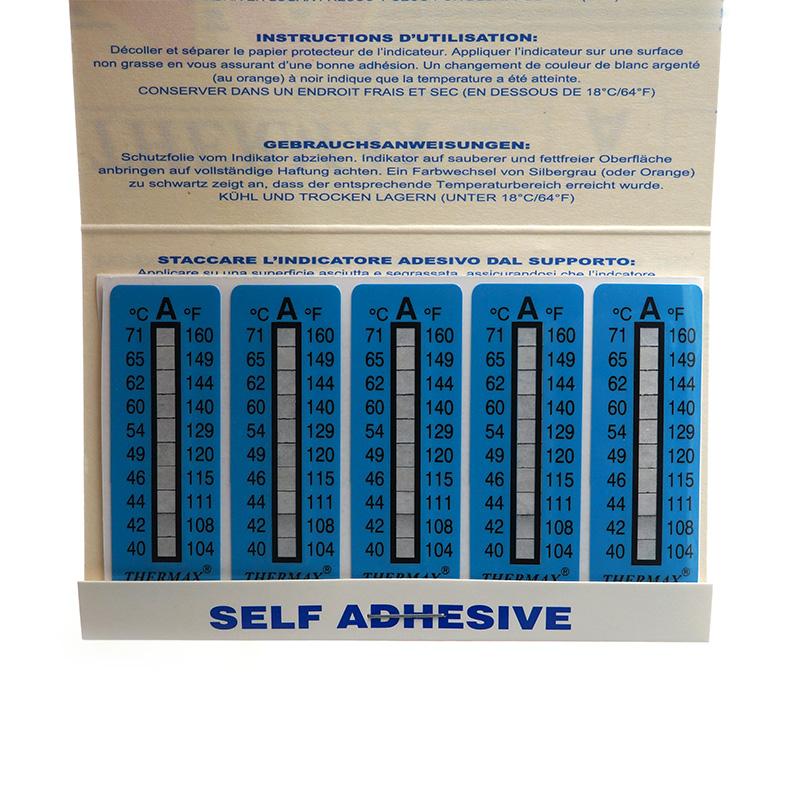 INSTRUCTIONS D'UTILISATION:
Décoller et séparer le papier protecteur de l'indicateur. Appliquer l'indicateur sur une surface
non grasse en vous assurant d'une bonne adhésion. Un changement de couleur de blanc argenté
(au orange) à noir indique que la temperature a été atteinte.
CONSERVER DANS UN ENDROIT FRAIS ET SEC (EN DESSOUS DE 18°C/64°F)
GEBRAUCHSANWEISUNGEN:
Schutzfolie vom Indikator abziehen. Indikator auf sauberer und fettfreier Oberfläche
anbringen auf vollständige Haftung achten. Ein Farbwechsel von Silbergrau (oder Orange)
zu schwartz zeigt an, dass der entsprechende Temperaturbereich erreicht wurde.
KÜHL UND TROCKEN LAGERN (UNTER 18°C/64°F)
STACCARE L'INDICATORE ADESIVO DAL SUPPORTO:
Applicare su una superficie asciutta e segrassata, assicurandosi che l'indicatore
°C A °F °C A °F °C A °F °C A °F °C A °F
71 160 71 160 71 160 71 160 71 160
65 149 65 149 65 149 65 149 65 149
62 144 62 144 62 144 62 144 62 144
60 140 60 140 60 140 60 140 60 140
54 129 54 129 54 129 54 129 54 129
49 120 49 120 49 120 49 120 49 120
46 115 46 115 46 115 46 115 46 115
44 111 44 111 44 111 44 111 44 111
42 108 42 108 42 108 42 108 42 108
40 104 40 104 40 104 40 104 40 104
THERMAX® THERMAX® THERMAX® THERMAX® THERMAX®
SELF ADHESIVE